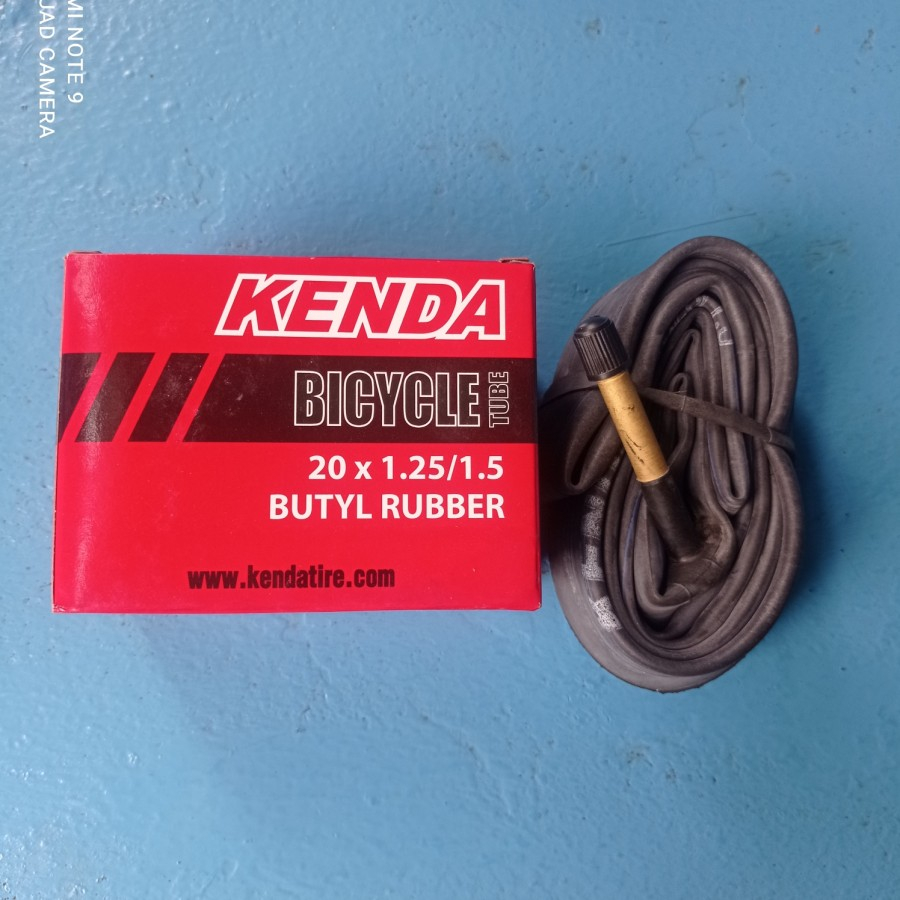 MI NOTE 9
UAD CAMERA
KENDA
BICYCLE TUBE
20 x 1.25/1.5
BUTYL RUBBER
www.kendatire.com